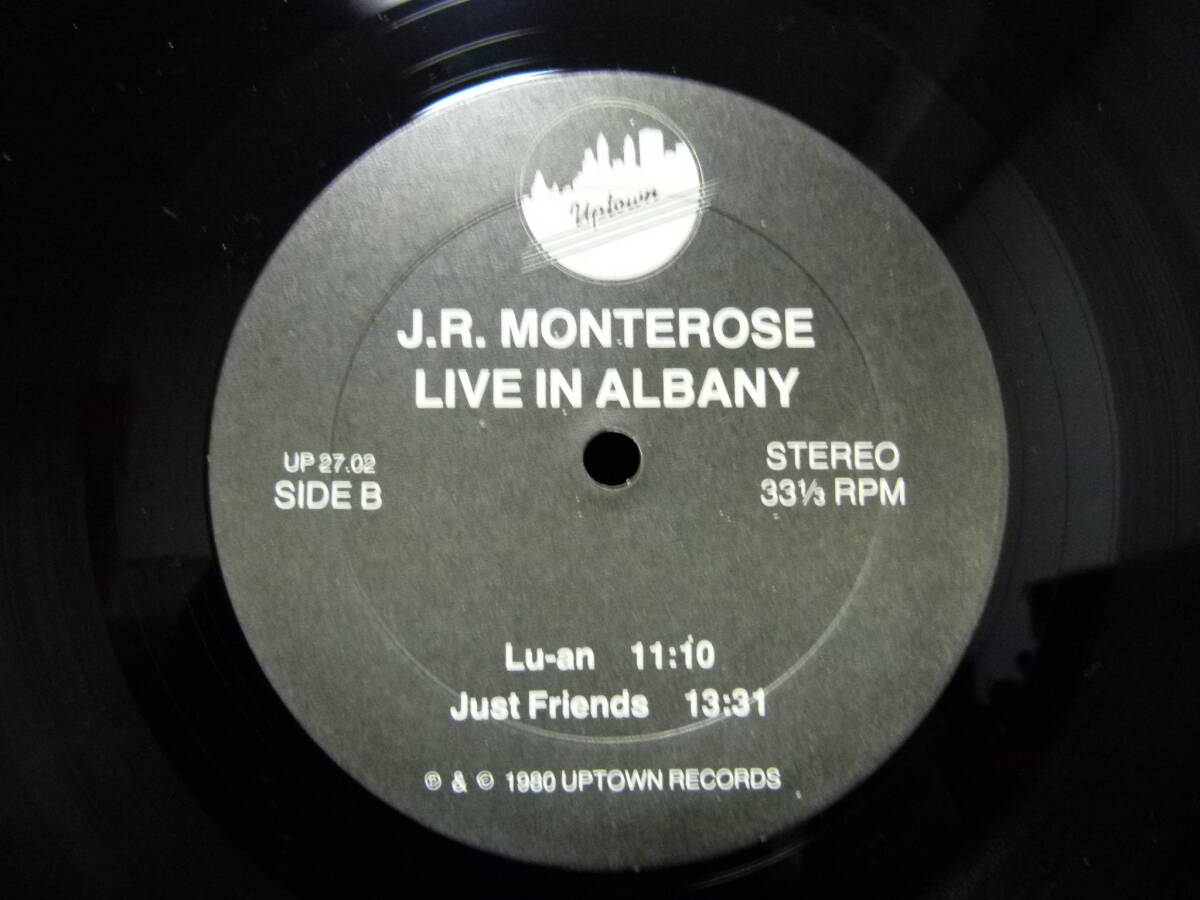 Uptown
J.R. MONTEROSE
LIVE IN ALBANY
UP 27.02
SIDE B
STEREO
33⅓ RPM
Lu-an 11:10
Just Friends 13:31
℗ & © 1980 UPTOWN RECORDS